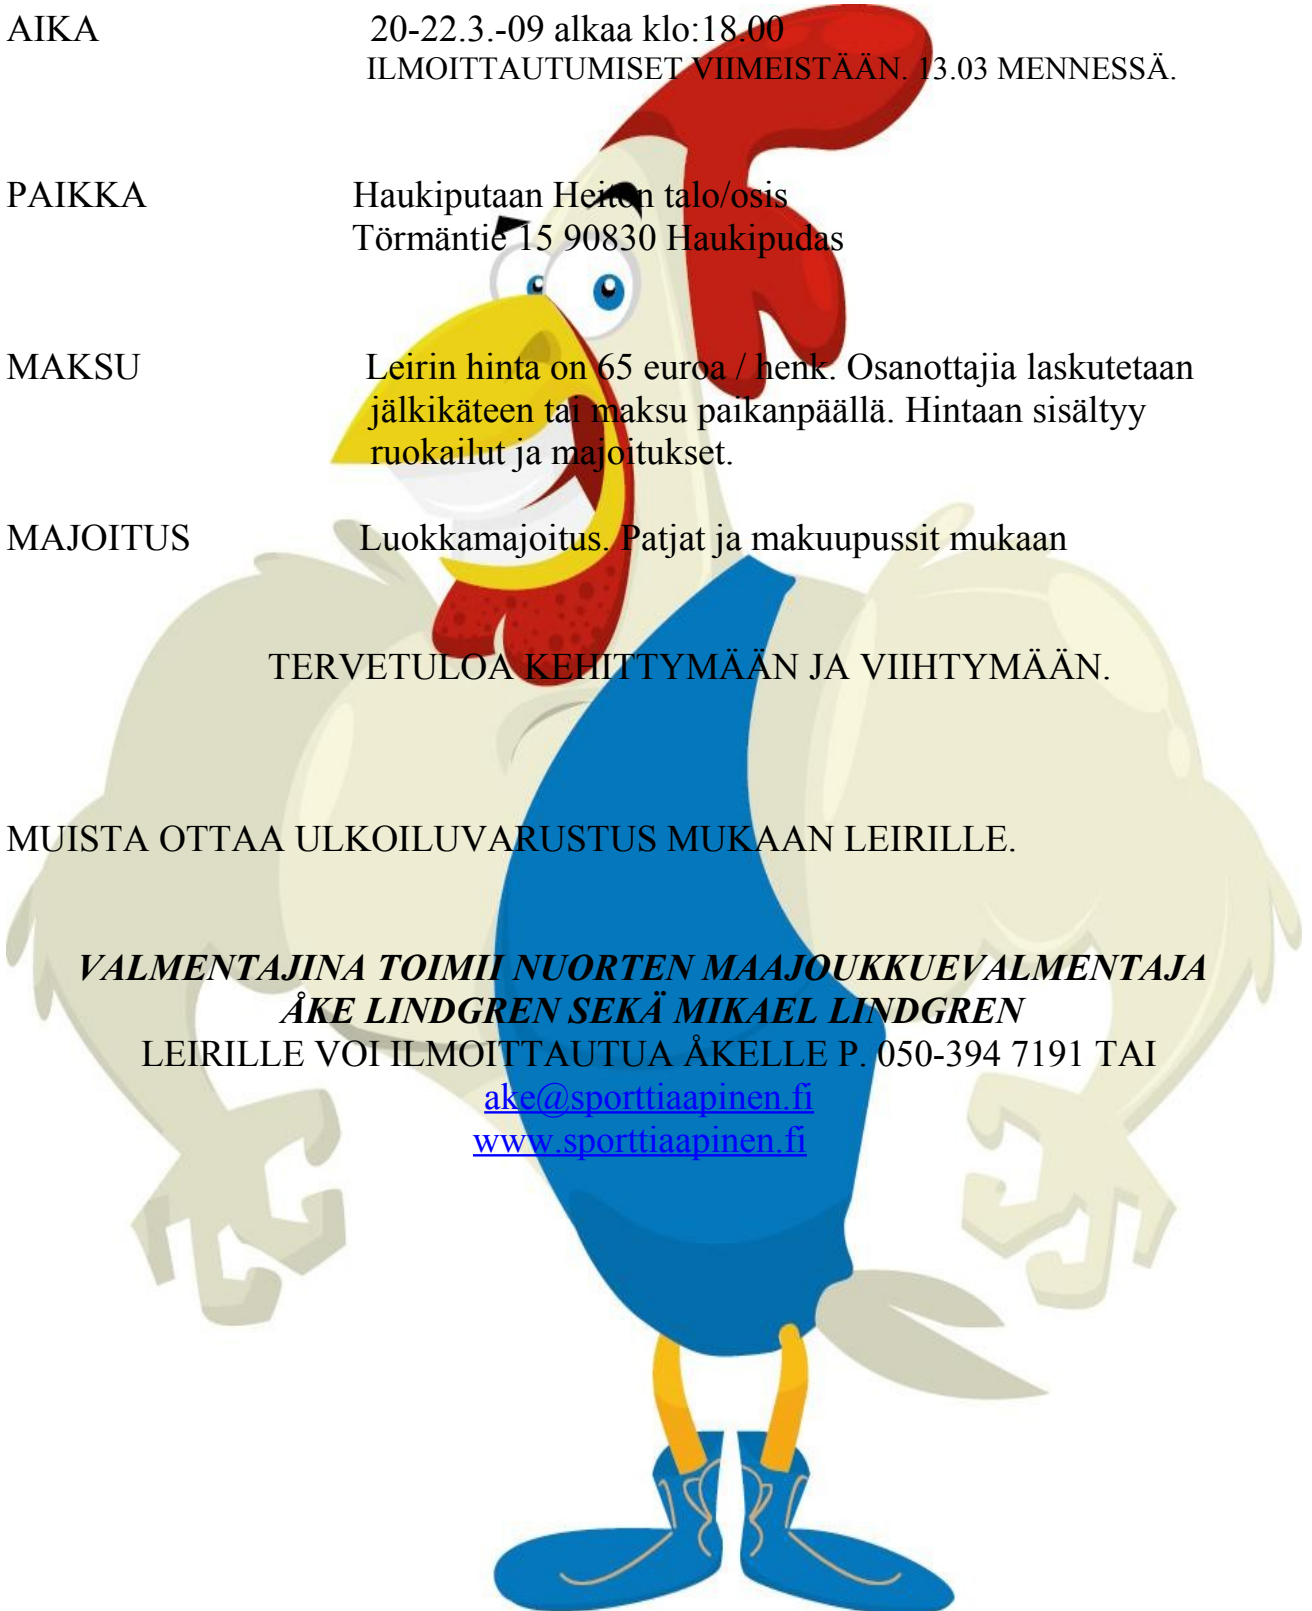 AIKA 20-22.3.-09 alkaa klo:18.00
ILMOITTAUTUMISET VIIMEISTÄÄN. 13.03 MENNESSÄ.
PAIKKA Haukiputaan Heiton talo/osis
Törmäntie 15 90830 Haukipudas
MAKSU Leirin hinta on 65 euroa / henk. Osanottajia laskutetaan
jälkikäteen tai maksu paikanpäällä. Hintaan sisältyy
ruokailut ja majoitukset.
MAJOITUS Luokkamajoitus. Patjat ja makuupussit mukaan
TERVETULOA KEHITTYMÄÄN JA VIIHTYMÄÄN.
MUISTA OTTAA ULKOILUVARUSTUS MUKAAN LEIRILLE.
VALMENTAJINA TOIMII NUORTEN MAAJOUKKUEVALMENTAJA
ÅKE LINDGREN SEKÄ MIKAEL LINDGREN
LEIRILLE VOI ILMOITTAUTUA ÅKELLE P. 050-394 7191 TAI
ake@sporttiaapinen.fi
www.sporttiaapinen.fi